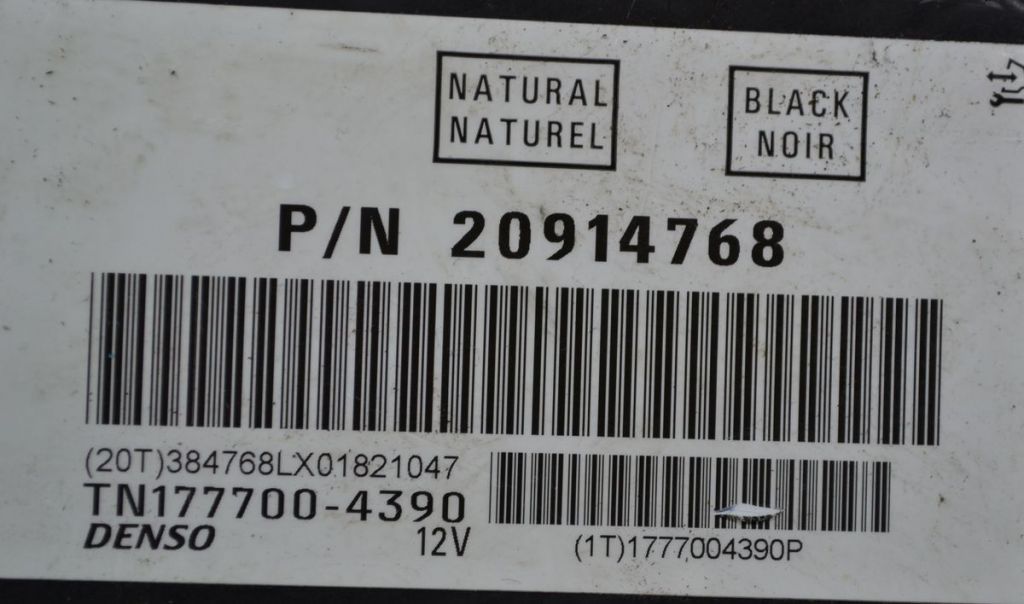 NATURAL
NATUREL
BLACK
NOIR
P/N 20914768
(20T)384768LX01821047
TN177700-4390
DENSO 12V
(1T)1777004390P